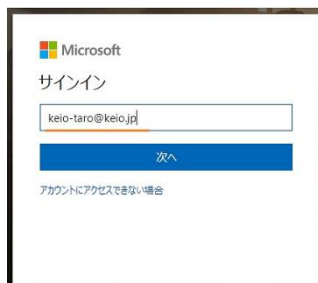 Microsoft
サインイン
keio-taro@keio.jp
次へ
アカウントにアクセスできない場合